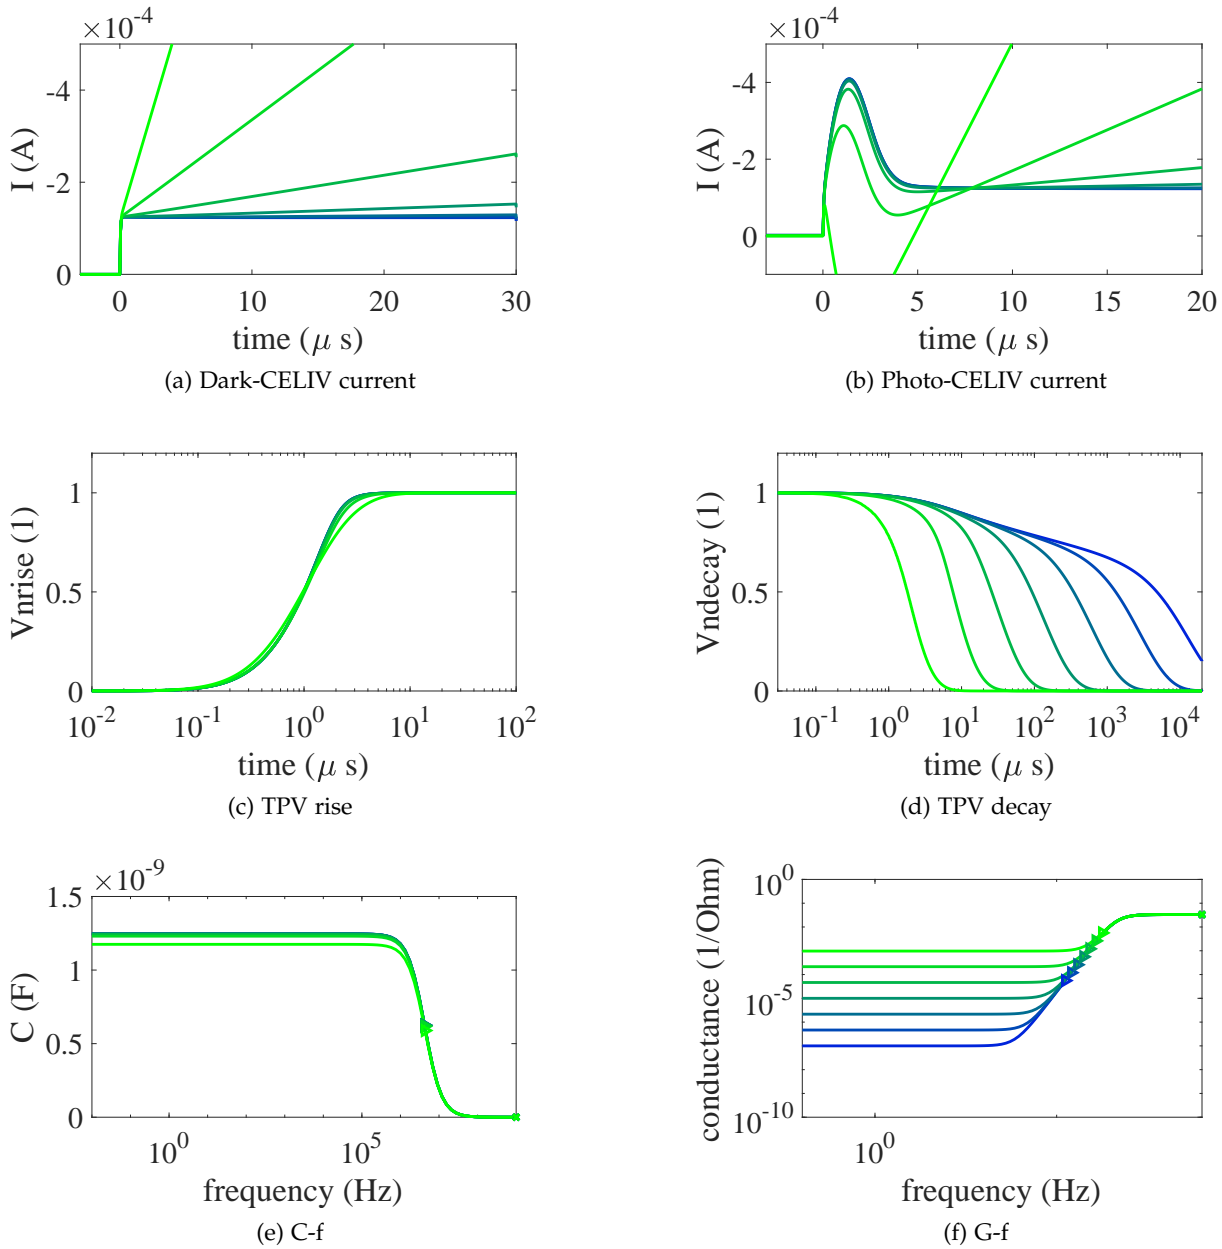 ×10^-4
-4
-2
0
I (A)
0 10 20 30
time (μ s)
(a) Dark-CELIV current
×10^-4
-4
-2
0
I (A)
0 5 10 15 20
time (μ s)
(b) Photo-CELIV current
1
0.5
0
Vnrise (1)
10^-2 10^-1 10^0 10^1 10^2
time (μ s)
(c) TPV rise
1
0.5
0
Vndecay (1)
10^-1 10^0 10^1 10^2 10^3 10^4
time (μ s)
(d) TPV decay
×10^-9
1.5
1
0.5
0
C (F)
10^0 10^5
frequency (Hz)
(e) C-f
10^0
10^-5
10^-10
conductance (1/Ohm)
10^0
frequency (Hz)
(f) G-f